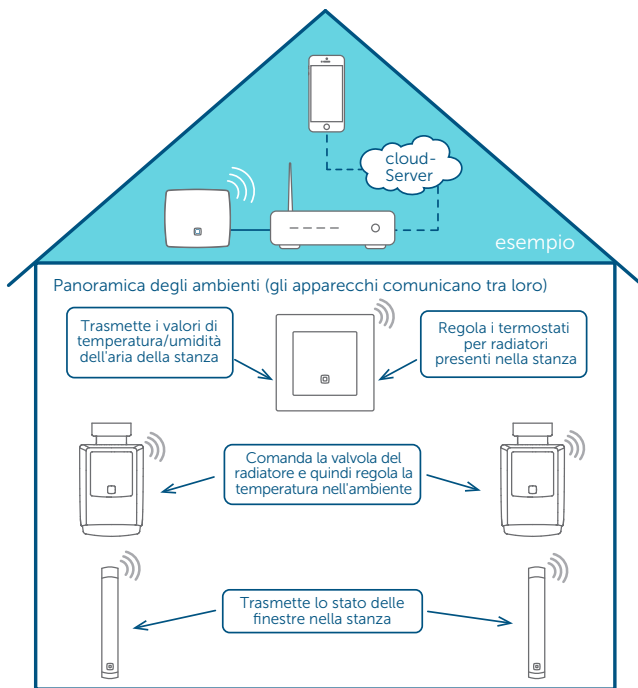 cloud-
Server
esempio
Panoramica degli ambienti (gli apparecchi comunicano tra loro)
Trasmette i valori di
temperatura/umidità
dell'aria della stanza
Regola i termostati
per radiatori
presenti nella stanza
Comanda la valvola del
radiatore e quindi regola la
temperatura nell'ambiente
Trasmette lo stato delle
finestre nella stanza